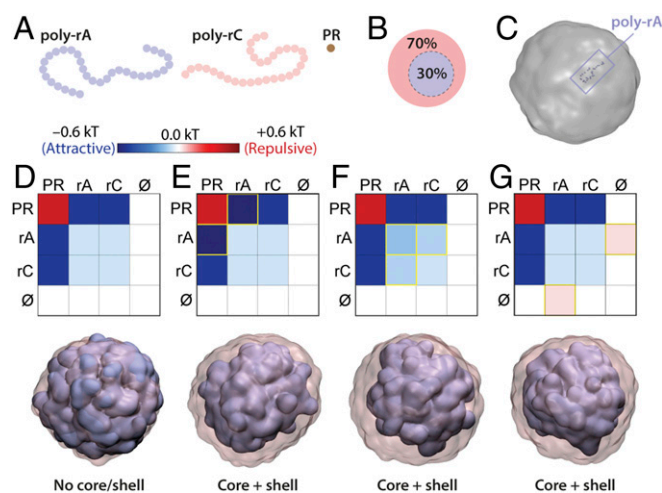 A
poly-rA
poly-rC
PR
B
70%
30%
C
poly-rA
−0.6 kT
0.0 kT
+0.6 kT
(Attractive)
(Repulsive)
D
PR rA rC Ø
PR
rA
rC
Ø
E
PR rA rC Ø
PR
rA
rC
Ø
F
PR rA rC Ø
PR
rA
rC
Ø
G
PR rA rC Ø
PR
rA
rC
Ø
No core/shell
Core + shell
Core + shell
Core + shell